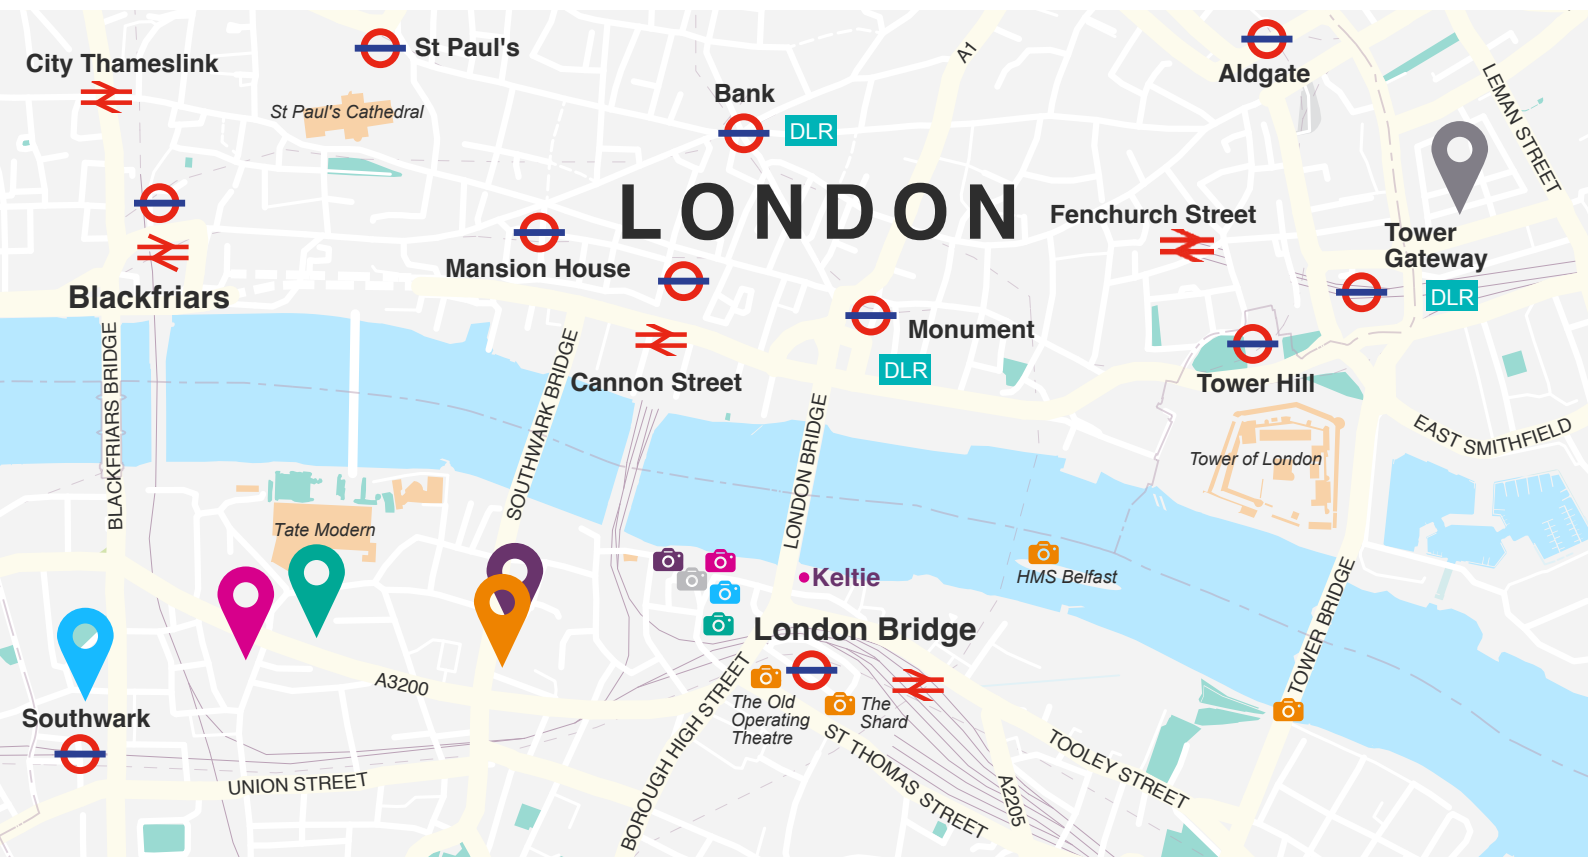 City Thameslink
St Paul's
St Paul's Cathedral
Bank
DLR
A1
Aldgate
LEMAN STREET
LONDON
Fenchurch Street
Tower
Gateway
DLR
Mansion House
Blackfriars
Monument
DLR
Cannon Street
Tower Hill
BLACKFRIARS BRIDGE
SOUTHWARK BRIDGE
LONDON BRIDGE
EAST SMITHFIELD
Tower of London
Tate Modern
Keltie
HMS Belfast
London Bridge
TOWER BRIDGE
A3200
Southwark
The Old
Operating
Theatre
The
Shard
BOROUGH HIGH STREET
ST THOMAS STREET
TOOLEY STREET
A2205
UNION STREET